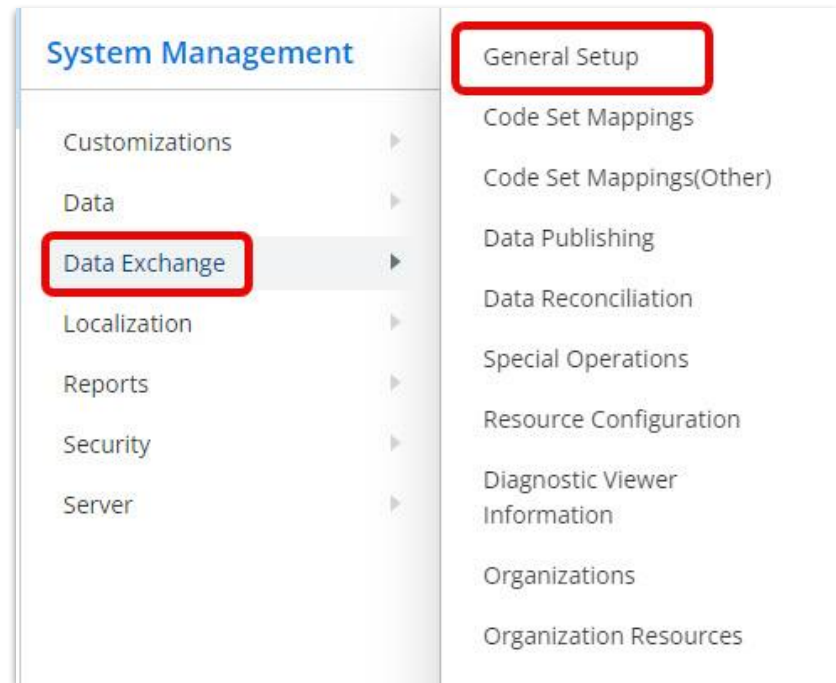 System Management
Customizations
Data
Data Exchange
Localization
Reports
Security
Server
General Setup
Code Set Mappings
Code Set Mappings(Other)
Data Publishing
Data Reconciliation
Special Operations
Resource Configuration
Diagnostic Viewer
Information
Organizations
Organization Resources